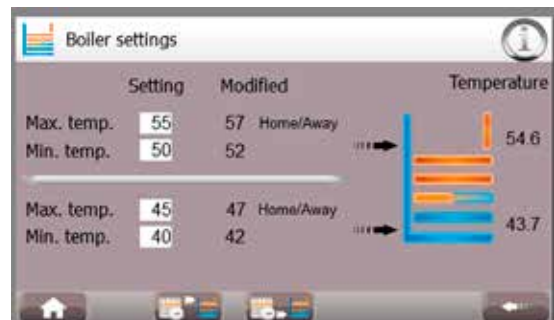 Boiler settings
Setting Modified Temperature
Max. temp. 55 57 Home/Away 54.6
Min. temp. 50 52
Max. temp. 45 47 Home/Away 43.7
Min. temp. 40 42